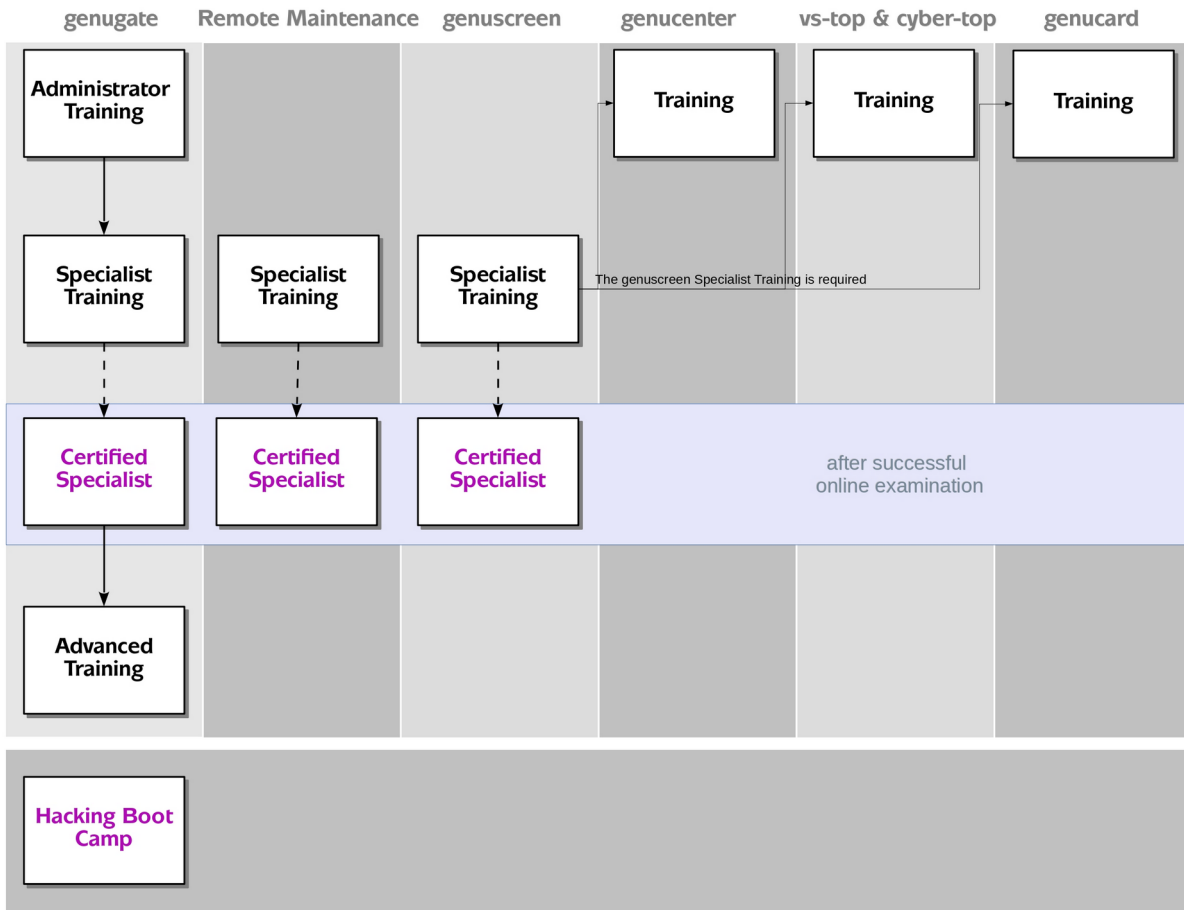 genugate
Remote Maintenance
genuscreen
genucenter
vs-top & cyber-top
genucard
Administrator
Training
Training
Training
Training
Specialist
Training
Specialist
Training
Specialist
Training
The genuscreen Specialist Training is required
Certified
Specialist
Certified
Specialist
Certified
Specialist
after successful
online examination
Advanced
Training
Hacking Boot
Camp